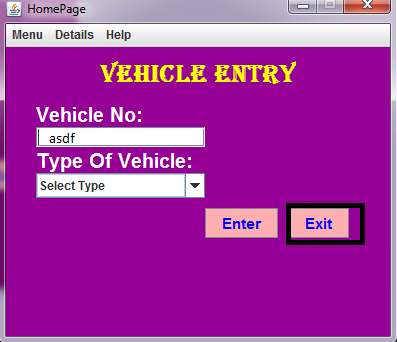 HomePage
Menu Details Help
VEHICLE ENTRY
Vehicle No:
asdf
Type Of Vehicle:
Select Type
Enter Exit